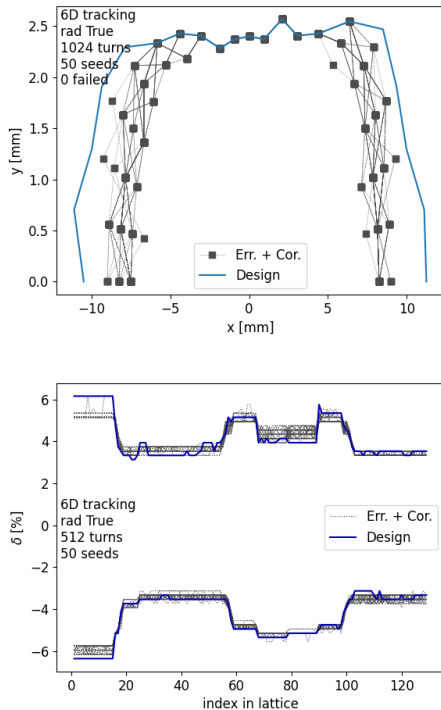 6D tracking
rad True
1024 turns
50 seeds
0 failed
2.5
2.0
1.5
1.0
0.5
0.0
y [mm]
Err. + Cor.
Design
−10
−5
0
5
10
x [mm]
6
4
2
0
−2
−4
−6
δ [%]
6D tracking
rad True
512 turns
50 seeds
Err. + Cor.
Design
0
20
40
60
80
100
120
index in lattice